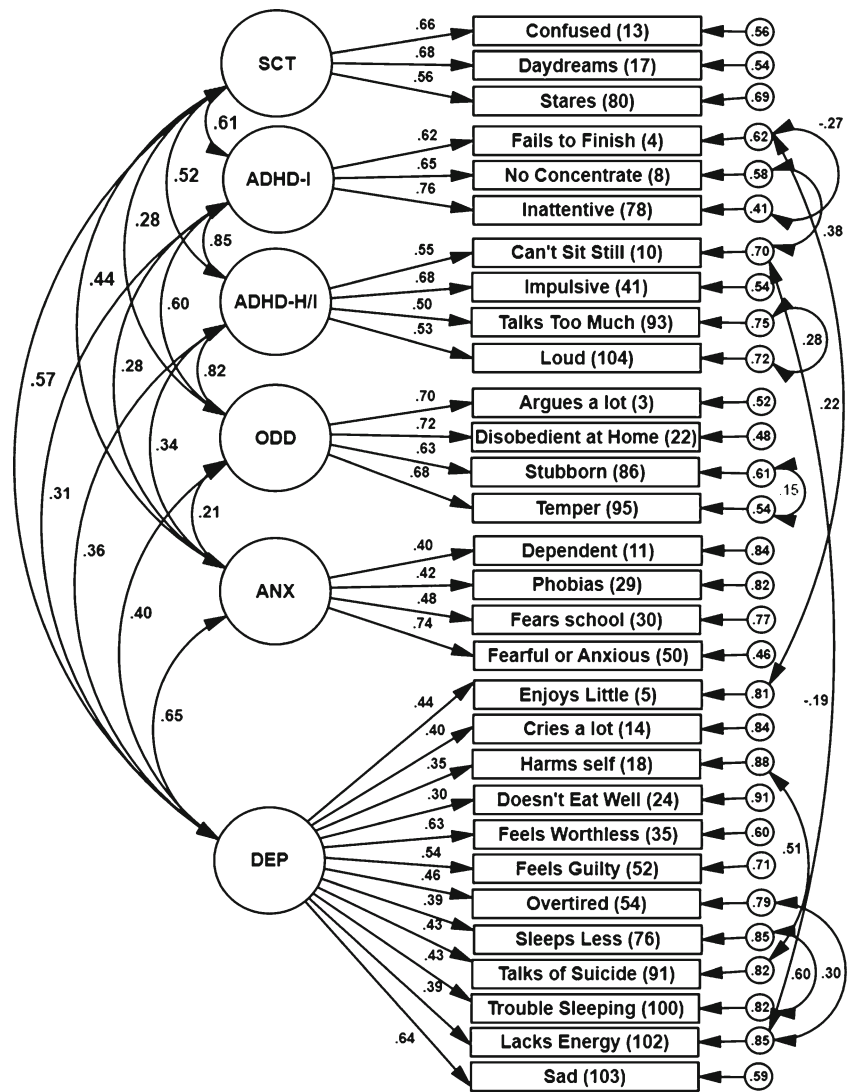 .66 Confused (13) .56
SCT .68 Daydreams (17) .54
.56 Stares (80) .69
.61
.62 Fails to Finish (4) .62 -.27
ADHD-I .65 No Concentrate (8) .58
.52
.76 Inattentive (78) .41
.28 .38
.85
.55 Can't Sit Still (10) .70
.44
.68 Impulsive (41) .54
ADHD-H/I
.60
.50 Talks Too Much (93) .75
.28
.53 Loud (104) .72
.28 .82
.57
.70 Argues a lot (3) .52
.22
.72 Disobedient at Home (22) .48
ODD
.34
.63 Stubborn (86) .61
.68
.31 .15
Temper (95) .54
.21
.36
.40 Dependent (11) .84
.42 Phobias (29) .82
ANX
.48 Fears school (30) .77
.40
.74 Fearful or Anxious (50) .46
.44 Enjoys Little (5) .81
-.19
.65
.40 Cries a lot (14) .84
.35 Harms self (18) .88
.30 Doesn't Eat Well (24) .91
.63 Feels Worthless (35) .60
.51
DEP
.54 Feels Guilty (52) .71
.46 Overtired (54) .79
.39 Sleeps Less (76) .85
.43 Talks of Suicide (91) .82
.60 .30
.43 Trouble Sleeping (100) .82
.39 Lacks Energy (102) .85
.64 Sad (103) .59